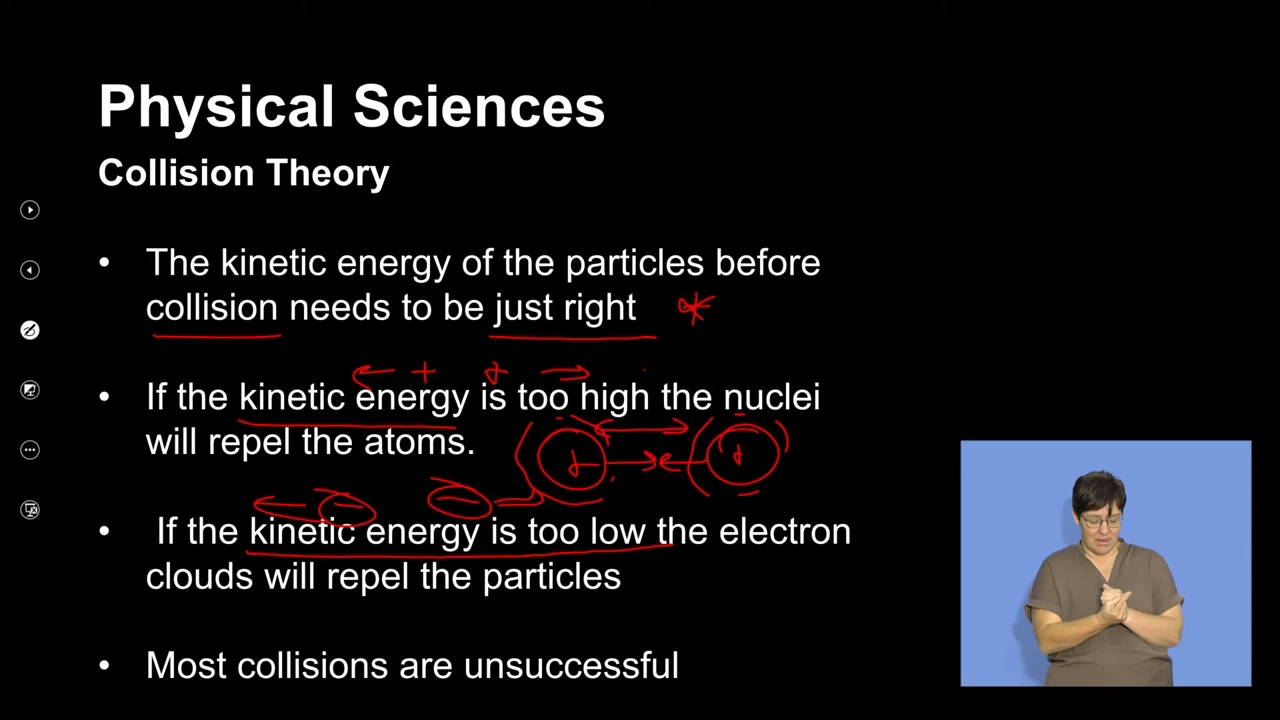 Physical Sciences
Collision Theory
• The kinetic energy of the particles before
collision needs to be just right *
← + + →
• If the kinetic energy is too high the nuclei
will repel the atoms.
+ +
← − −
• If the kinetic energy is too low the electron
clouds will repel the particles
• Most collisions are unsuccessful